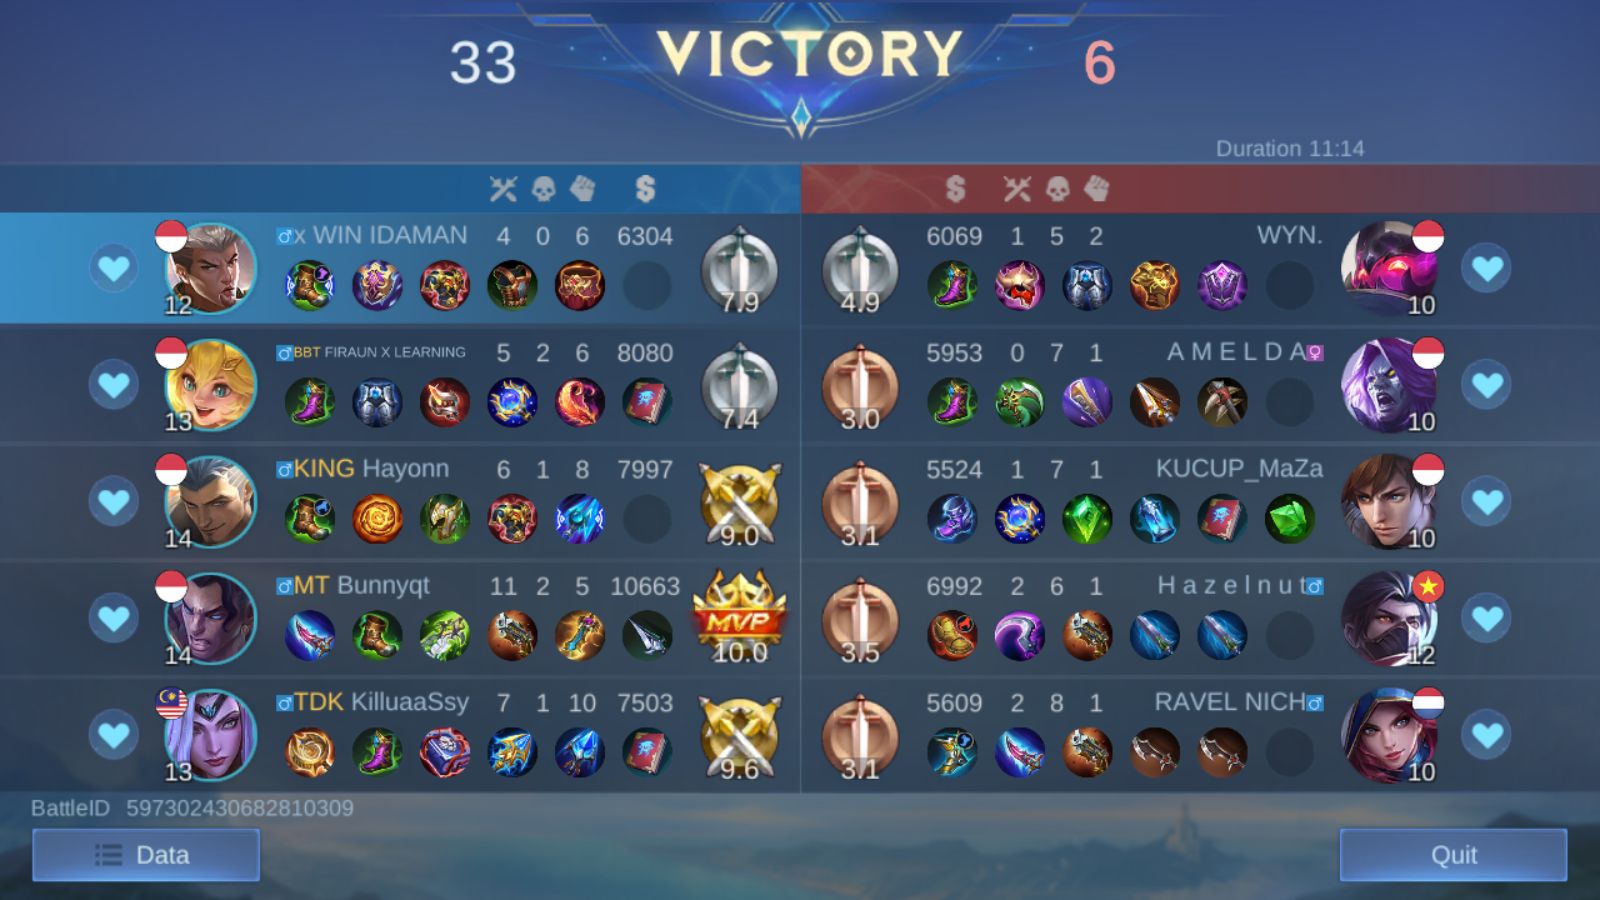 33 VICTORY 6
Duration 11:14
x WIN IDAMAN 4 0 6 6304 7.9 12
4.9 6069 1 5 2 WYN. 10
BBT FIRAUN X LEARNING 5 2 6 8080 7.4 13
3.0 5953 0 7 1 A M E L D A 10
KING Hayonn 6 1 8 7997 9.0 14
3.1 5524 1 7 1 KUCUP_MaZa 10
MT Bunnyqt 11 2 5 10663 MVP 10.0 14
3.5 6992 2 6 1 H a z e l n u t 12
TDK KilluaaSsy 7 1 10 7503 9.6 13
3.1 5609 2 8 1 RAVEL NICH 10
BattleID 597302430682810309
Data
Quit